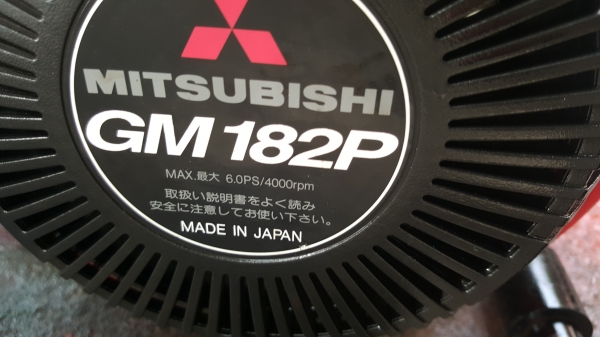 MITSUBISHI
GM 182P
MAX.最大 6.0PS/4000rpm
取扱い説明書をよく読み
安全に注意してお使い下さい。
MADE IN JAPAN